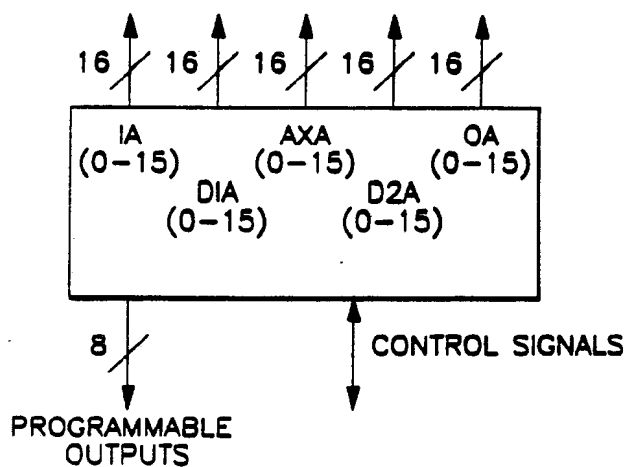 16 16 16 16 16
IA AXA OA
(0-15) (0-15) (0-15)
D1A D2A
(0-15) (0-15)
8 CONTROL SIGNALS
PROGRAMMABLE
OUTPUTS